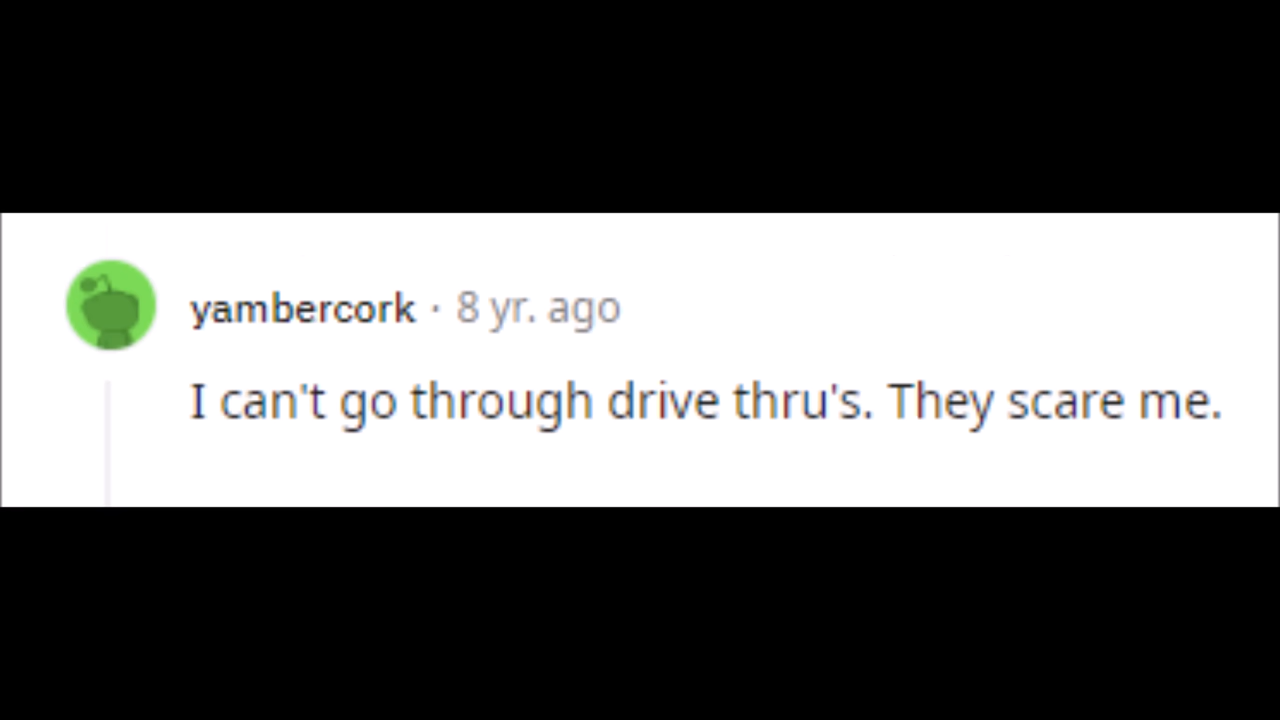 yambercork · 8 yr. ago
I can't go through drive thru's. They scare me.